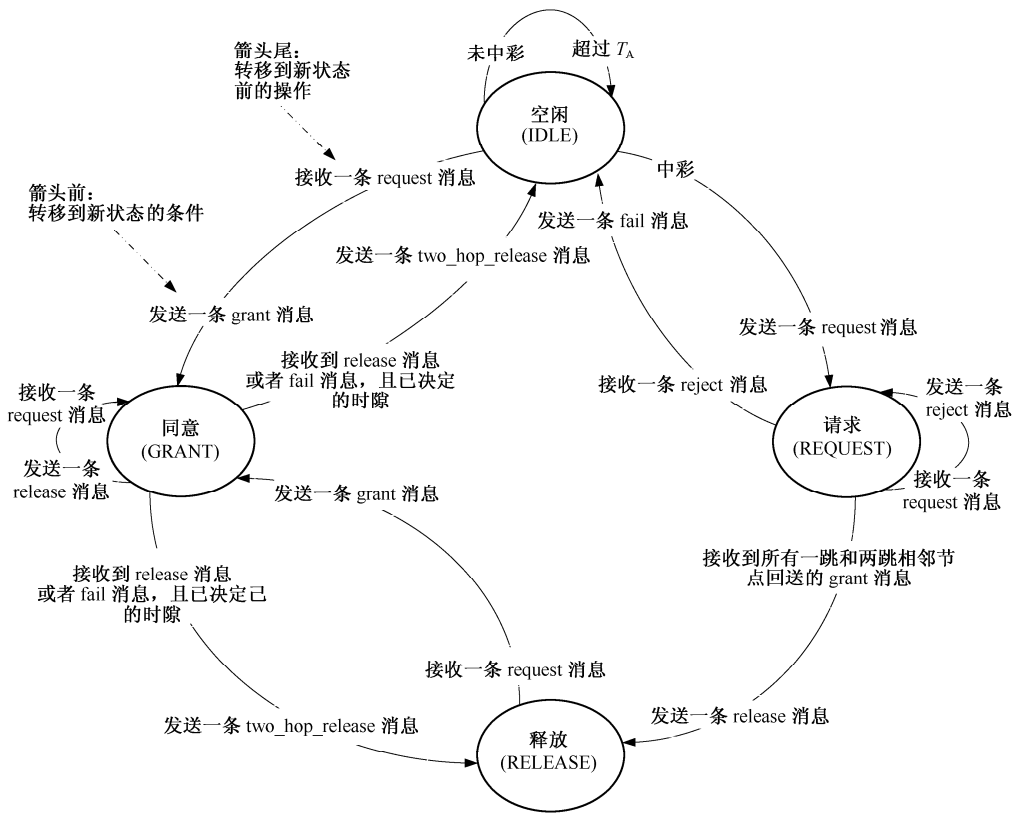 箭头尾：
转移到新状态
前的操作
未中彩
超过 TA
空闲
(IDLE)
接收一条 request 消息
中彩
箭头前：
转移到新状态的条件
发送一条 fail 消息
发送一条 two_hop_release 消息
发送一条 grant 消息
发送一条 request 消息
接收到 release 消息
或者 fail 消息，且已决定
的时隙
接收一条 reject 消息
接收一条
request 消息
同意
(GRANT)
发送一条
release 消息
请求
(REQUEST)
发送一条
reject 消息
接收一条
request 消息
发送一条 grant 消息
接收到 release 消息
或者 fail 消息，且已决定己
的时隙
接收到所有一跳和两跳相邻节
点回送的 grant 消息
接收一条 request 消息
发送一条 two_hop_release 消息
释放
(RELEASE)
发送一条 release 消息